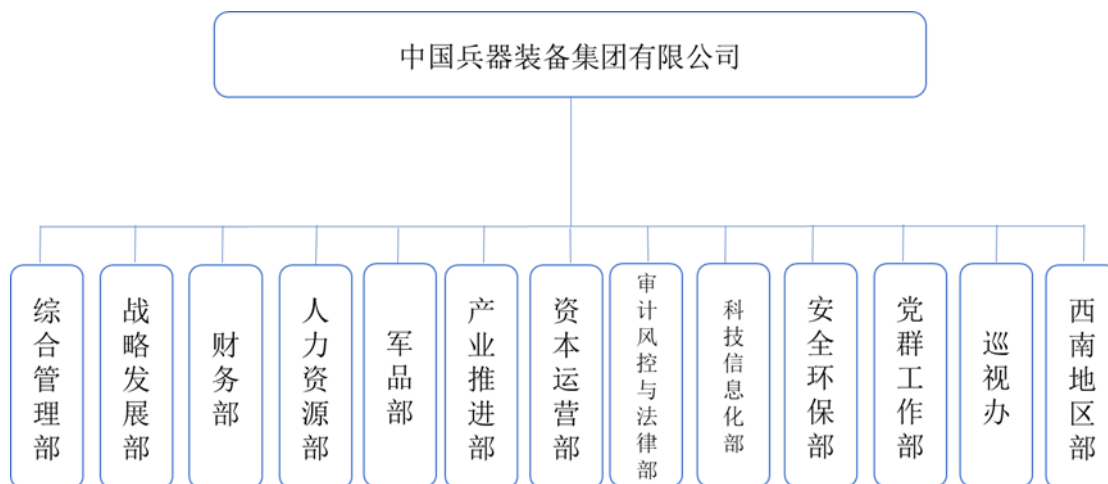 中国兵器装备集团有限公司
综合管理部
战略发展部
财务部
人力资源部
军品部
产业推进部
资本运营部
审计风控与法律部
科技信息化部
安全环保部
党群工作部
巡视办
西南地区部